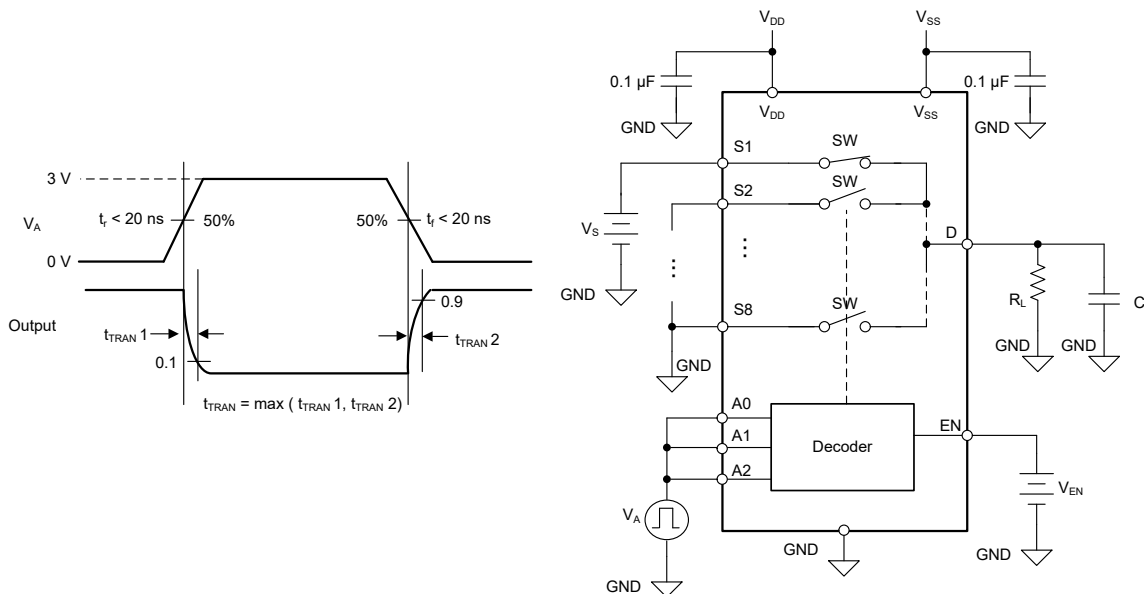 3 V
V_A
0 V
t_r < 20 ns
50%
50%
t_f < 20 ns
Output
t_TRAN 1
0.1
0.9
t_TRAN 2
t_TRAN = max ( t_TRAN 1, t_TRAN 2)
V_DD
V_SS
0.1 µF
0.1 µF
GND
V_DD
V_SS
GND
S1
SW
S2
SW
V_S
...
...
D
GND
S8
SW
R_L
C
GND
GND
GND
A0
A1
A2
Decoder
EN
V_A
V_EN
GND
GND
GND